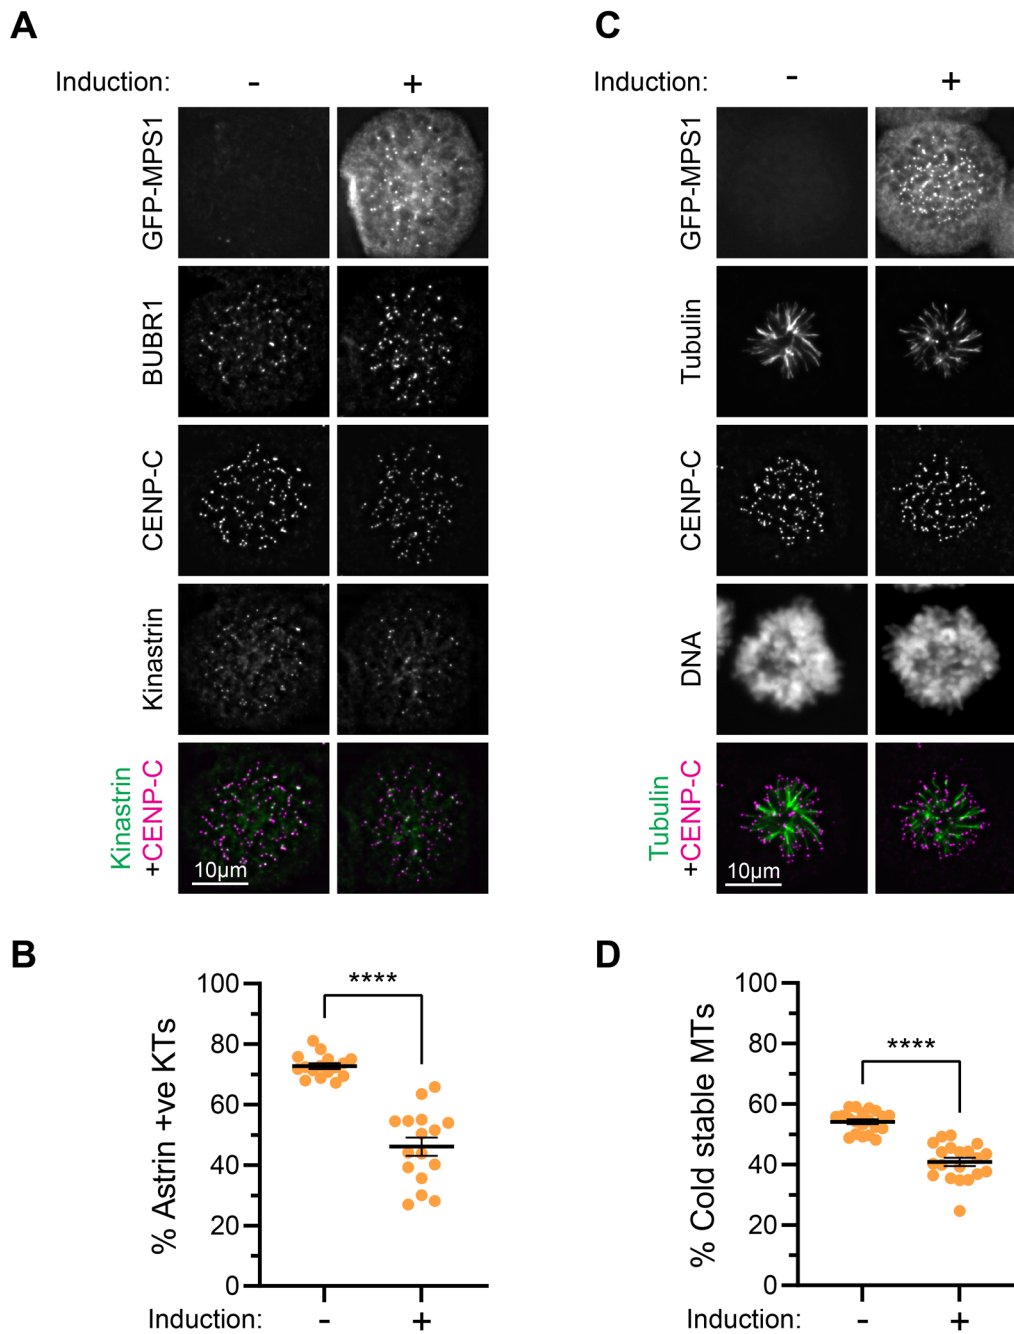 A
Induction: - +
GFP-MPS1
BUBR1
CENP-C
Kinastrin
Kinastrin
+CENP-C
10µm
C
Induction: - +
GFP-MPS1
Tubulin
CENP-C
DNA
Tubulin
+CENP-C
10µm
B
% Astrin +ve KTs
100
80
60
40
20
0
****
Induction: - +
D
% Cold stable MTs
100
80
60
40
20
0
****
Induction: - +